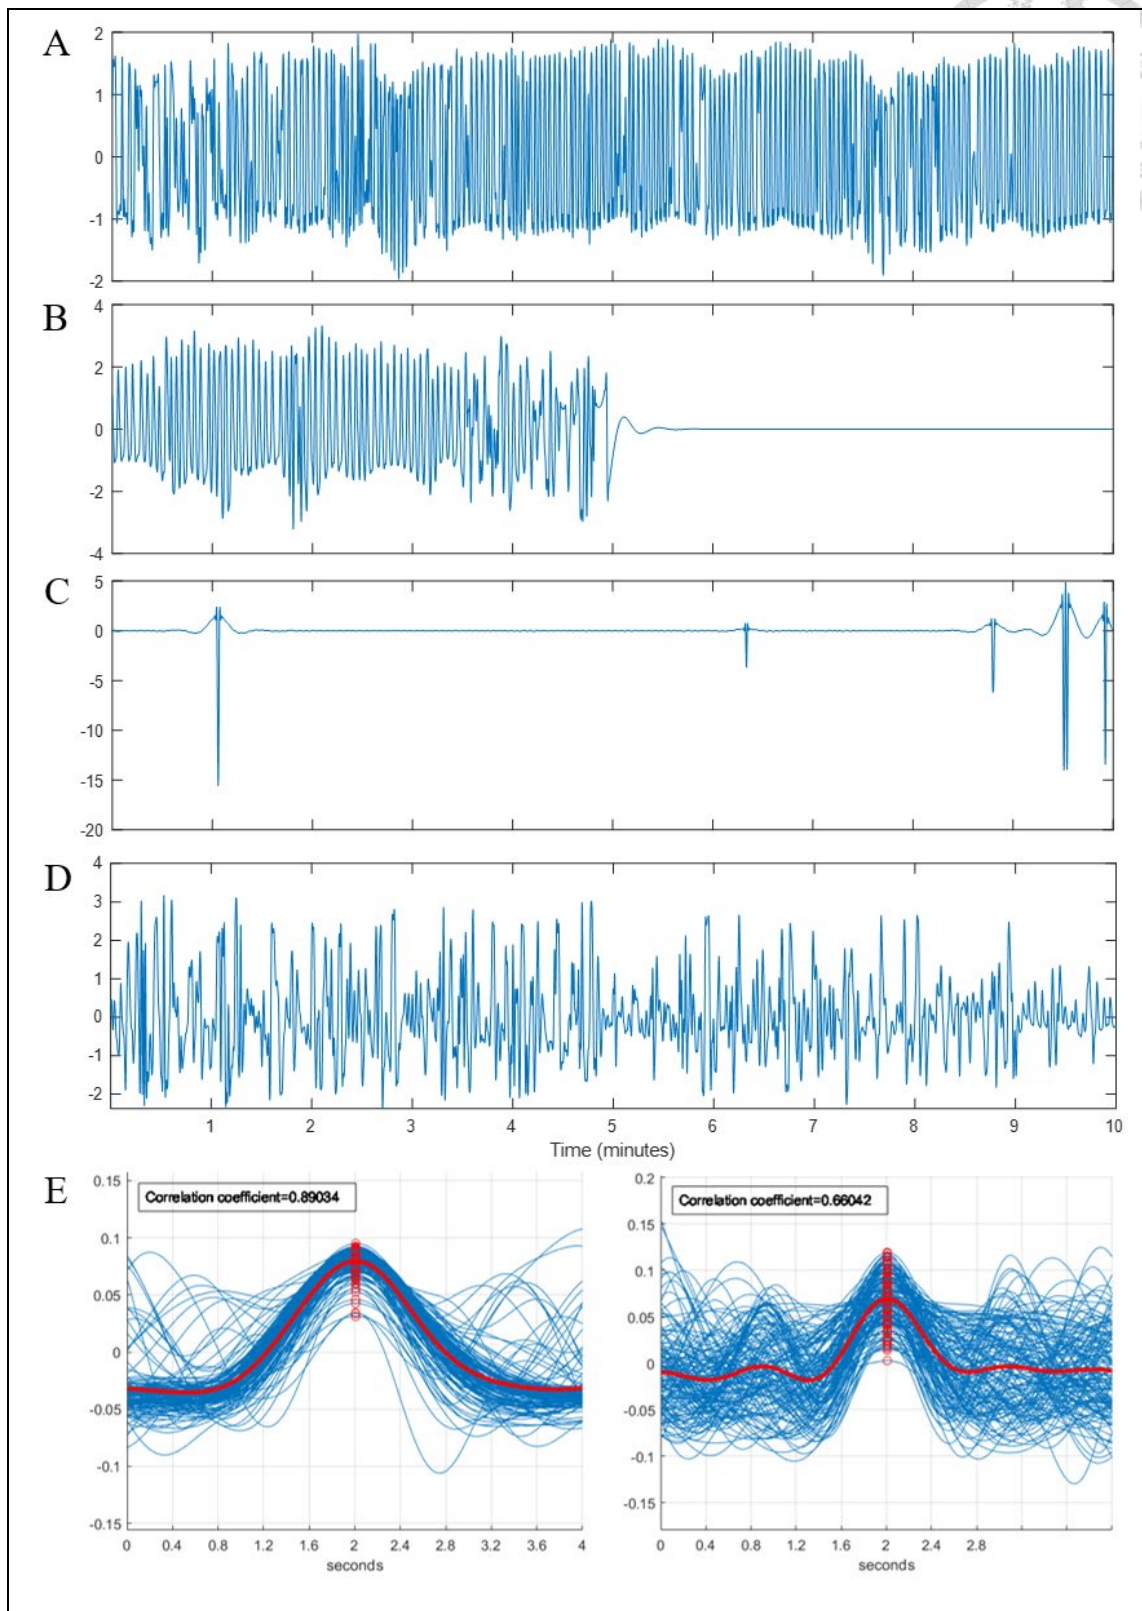 A
2
1
0
-1
-2
B
4
2
0
-2
-4
C
5
0
-5
-10
-15
-20
D
4
3
2
1
0
-1
-2
1 2 3 4 5 6 7 8 9 10
Time (minutes)
E
0.15
0.1
0.05
0
-0.05
-0.1
-0.15
Correlation coefficient=0.89034
0 0.4 0.8 1.2 1.6 2 2.4 2.8 3.2 3.6 4
seconds
0.2
0.15
0.1
0.05
0
-0.05
-0.1
-0.15
Correlation coefficient=0.66042
0 0.4 0.8 1.2 1.6 2 2.4 2.8
seconds